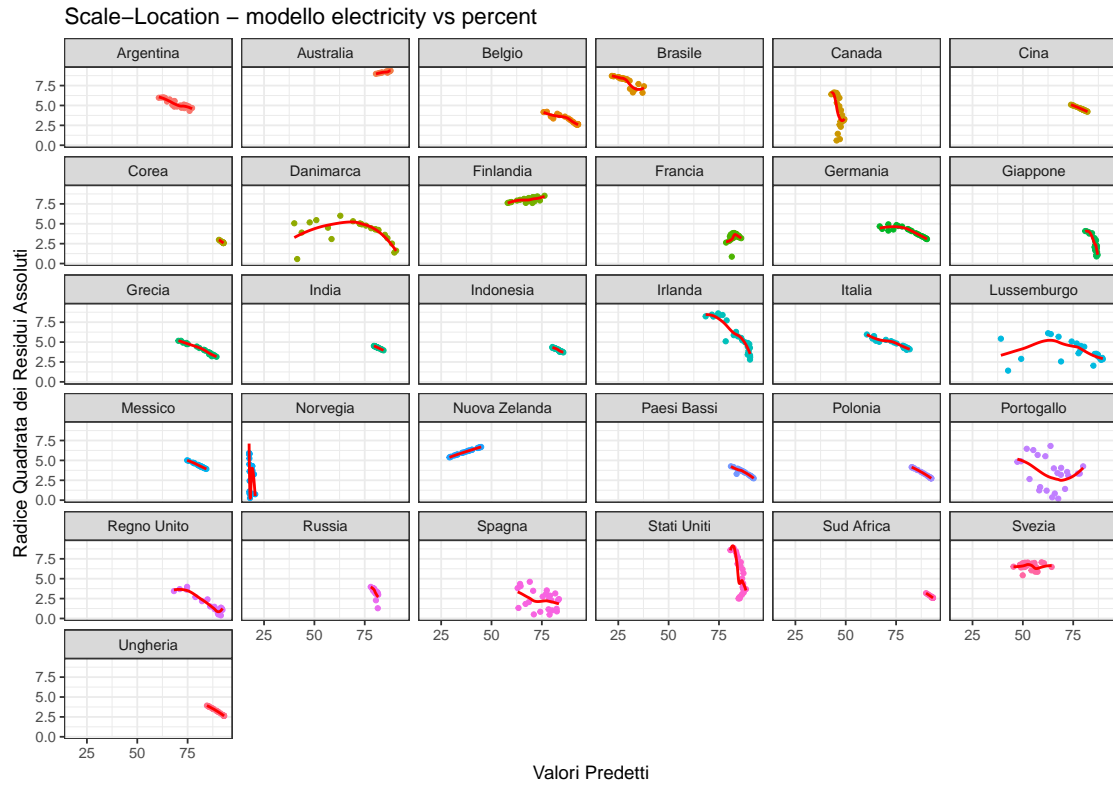 Scale−Location − modello electricity vs percent
Argentina Australia Belgio Brasile Canada Cina
7.5
5.0
2.5
0.0
Corea Danimarca Finlandia Francia Germania Giappone
7.5
5.0
2.5
0.0
Grecia India Indonesia Irlanda Italia Lussemburgo
7.5
5.0
2.5
0.0
Messico Norvegia Nuova Zelanda Paesi Bassi Polonia Portogallo
7.5
5.0
2.5
0.0
Regno Unito Russia Spagna Stati Uniti Sud Africa Svezia
7.5
5.0
2.5
0.0
25 50 75 25 50 75 25 50 75 25 50 75 25 50 75
Ungheria
7.5
5.0
2.5
0.0
25 50 75
Valori Predetti
Radice Quadrata dei Residui Assoluti